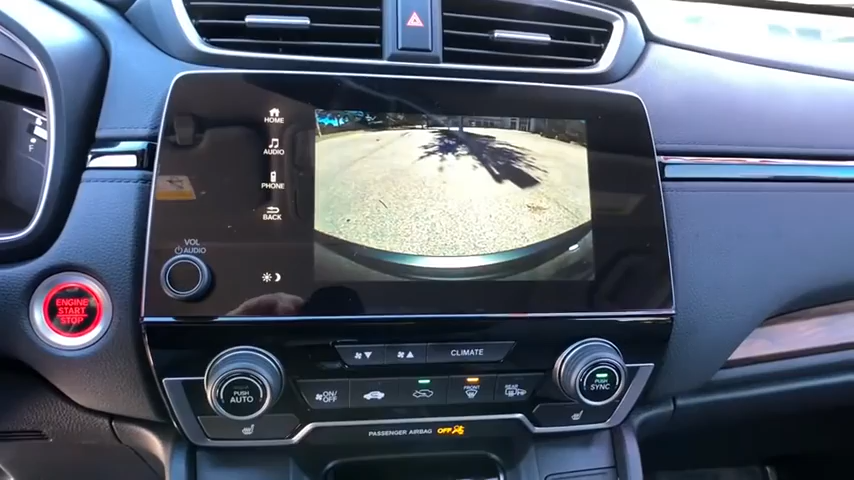 F
HOME
AUDIO
PHONE
BACK
VOL
AUDIO
ENGINE
START
STOP
CLIMATE
PUSH
AUTO
ON
OFF
FRONT
REAR
PUSH
SYNC
PASSENGER AIRBAG OFF